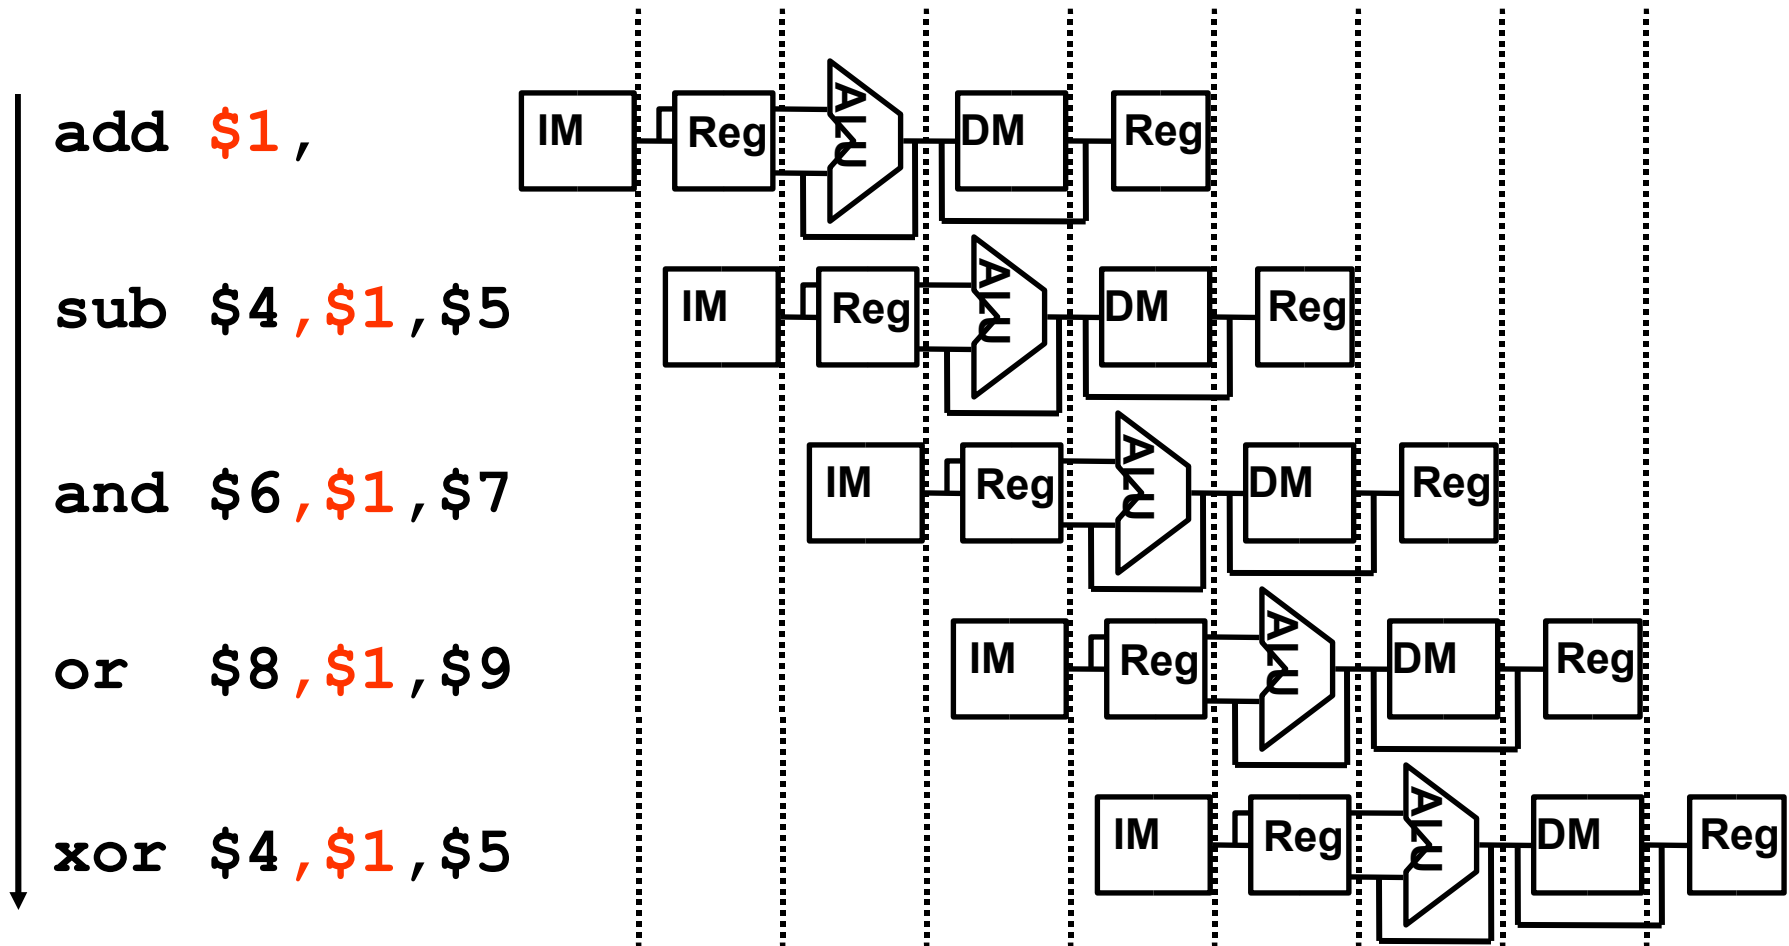 add $1, IM Reg ALU DM Reg
sub $4,$1,$5 IM Reg ALU DM Reg
and $6,$1,$7 IM Reg ALU DM Reg
or $8,$1,$9 IM Reg ALU DM Reg
xor $4,$1,$5 IM Reg ALU DM Reg